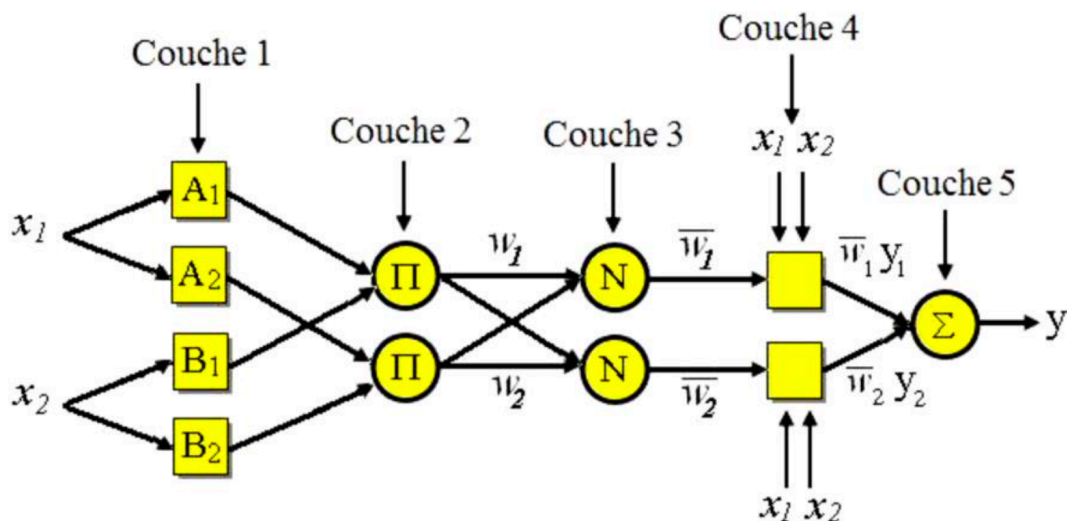 Couche 4
Couche 1
Couche 2
Couche 3
x1 x2
Couche 5
A1
x1
w1
w̅1
w̅1 y1
A2
Π
N
Σ
y
B1
Π
N
x2
w2
w̅2
w̅2 y2
B2
x1 x2